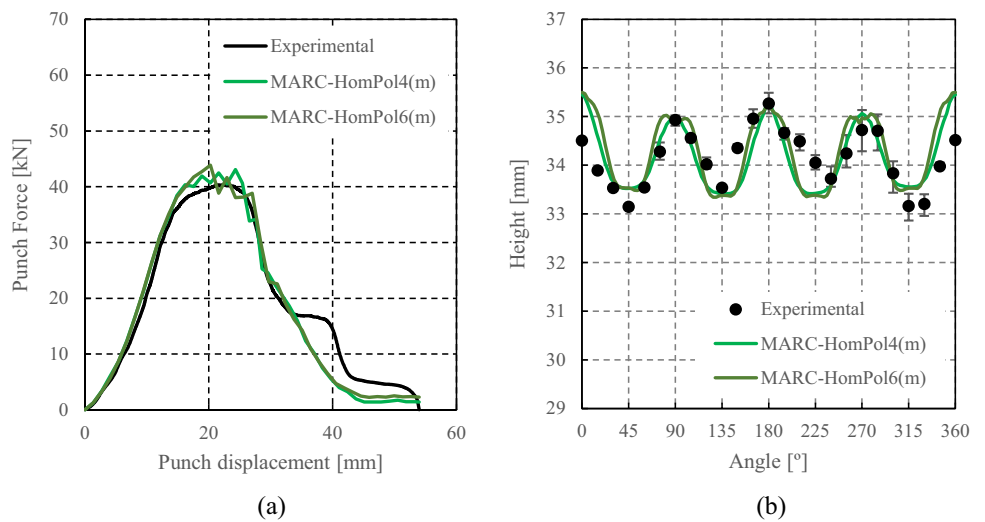 70
60
50
40
30
20
10
0
0
20
40
60
Punch Force [kN]
Punch displacement [mm]
Experimental
MARC-HomPol4(m)
MARC-HomPol6(m)
(a)
37
36
35
34
33
32
31
30
29
0
45
90
135
180
225
270
315
360
Height [mm]
Angle [º]
Experimental
MARC-HomPol4(m)
MARC-HomPol6(m)
(b)